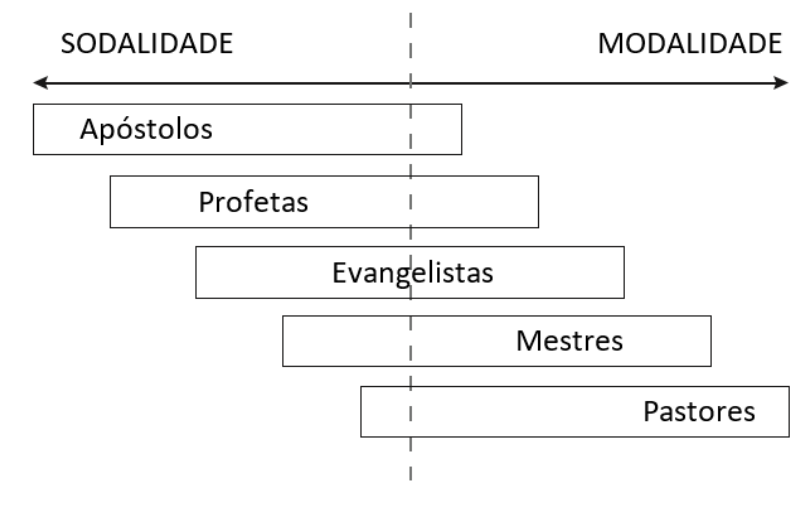 SODALIDADE MODALIDADE
Apóstolos
Profetas
Evangelistas
Mestres
Pastores